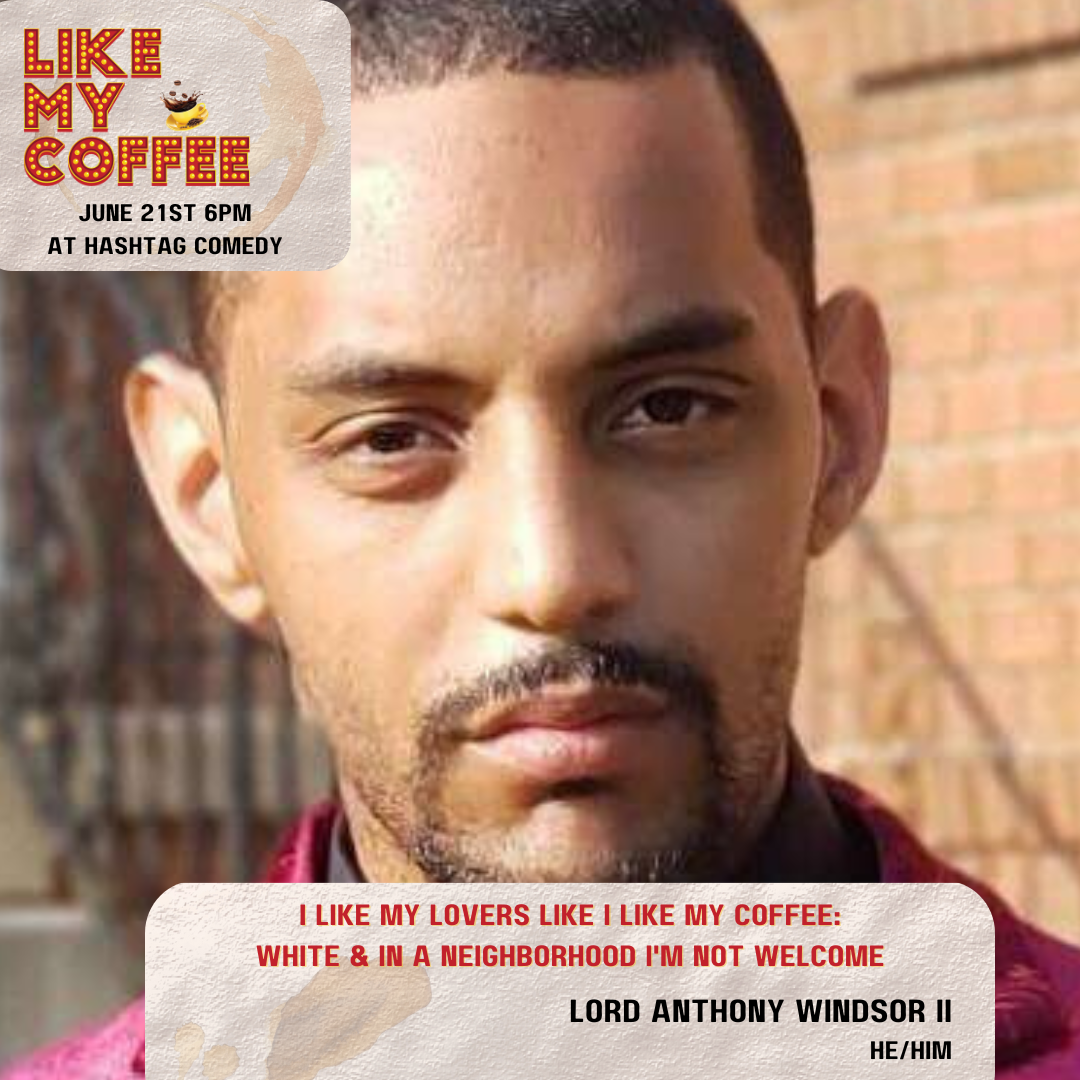 LIKE
MY
COFFEE
JUNE 21ST 6PM
AT HASHTAG COMEDY
I LIKE MY LOVERS LIKE I LIKE MY COFFEE:
WHITE & IN A NEIGHBORHOOD I'M NOT WELCOME
LORD ANTHONY WINDSOR II
HE/HIM